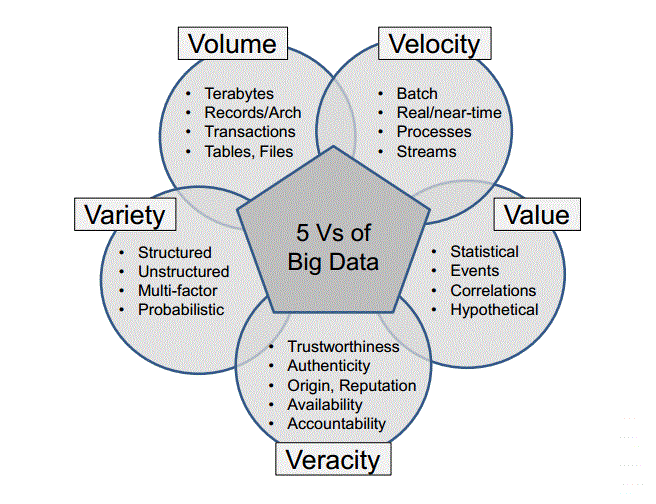 Volume
• Terabytes
• Records/Arch
• Transactions
• Tables, Files
Velocity
• Batch
• Real/near-time
• Processes
• Streams
Variety
• Structured
• Unstructured
• Multi-factor
• Probabilistic
5 Vs of
Big Data
Value
• Statistical
• Events
• Correlations
• Hypothetical
• Trustworthiness
• Authenticity
• Origin, Reputation
• Availability
• Accountability
Veracity